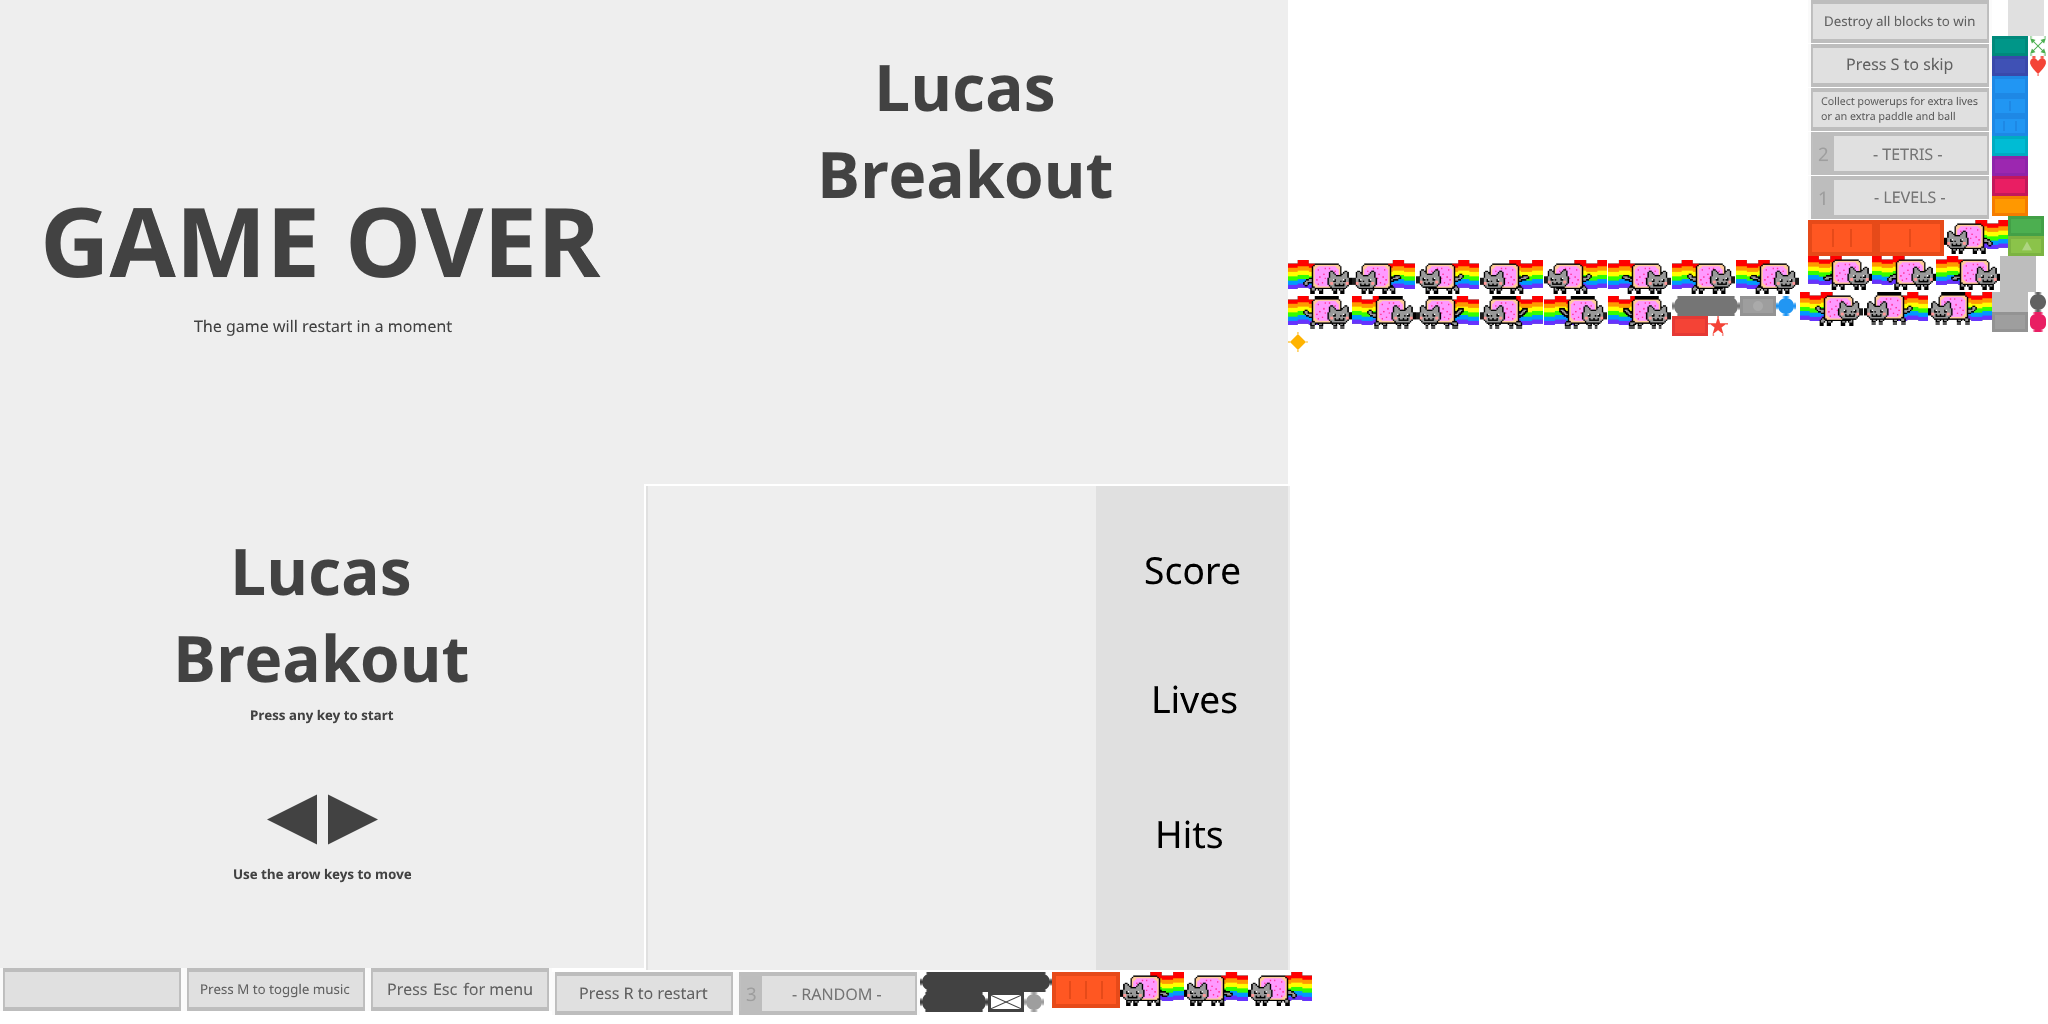 GAME OVER
The game will restart in a moment
Lucas
Breakout
Destroy all blocks to win
Press S to skip
Collect powerups for extra lives
or an extra paddle and ball
2 - TETRIS -
1 - LEVELS -
Lucas
Breakout
Press any key to start
Use the arow keys to move
Score
Lives
Hits
Press M to toggle music
Press Esc for menu
Press R to restart
3 - RANDOM -